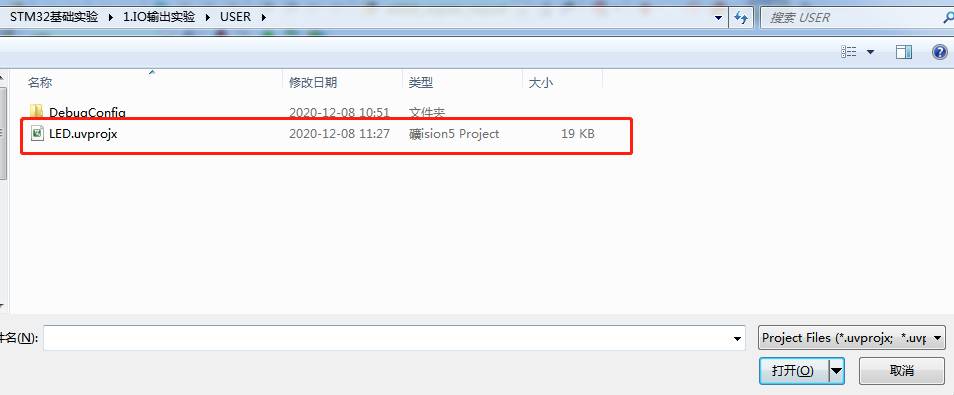 STM32基础实验 ▸ 1.IO输出实验 ▸ USER ▸
搜索 USER
名称 修改日期 类型 大小
DebugConfig 2020-12-08 10:51 文件夹
LED.uvprojx 2020-12-08 11:27 礦ision5 Project 19 KB
件名(N):
Project Files (*.uvprojx; *.uvp
打开(O) 取消